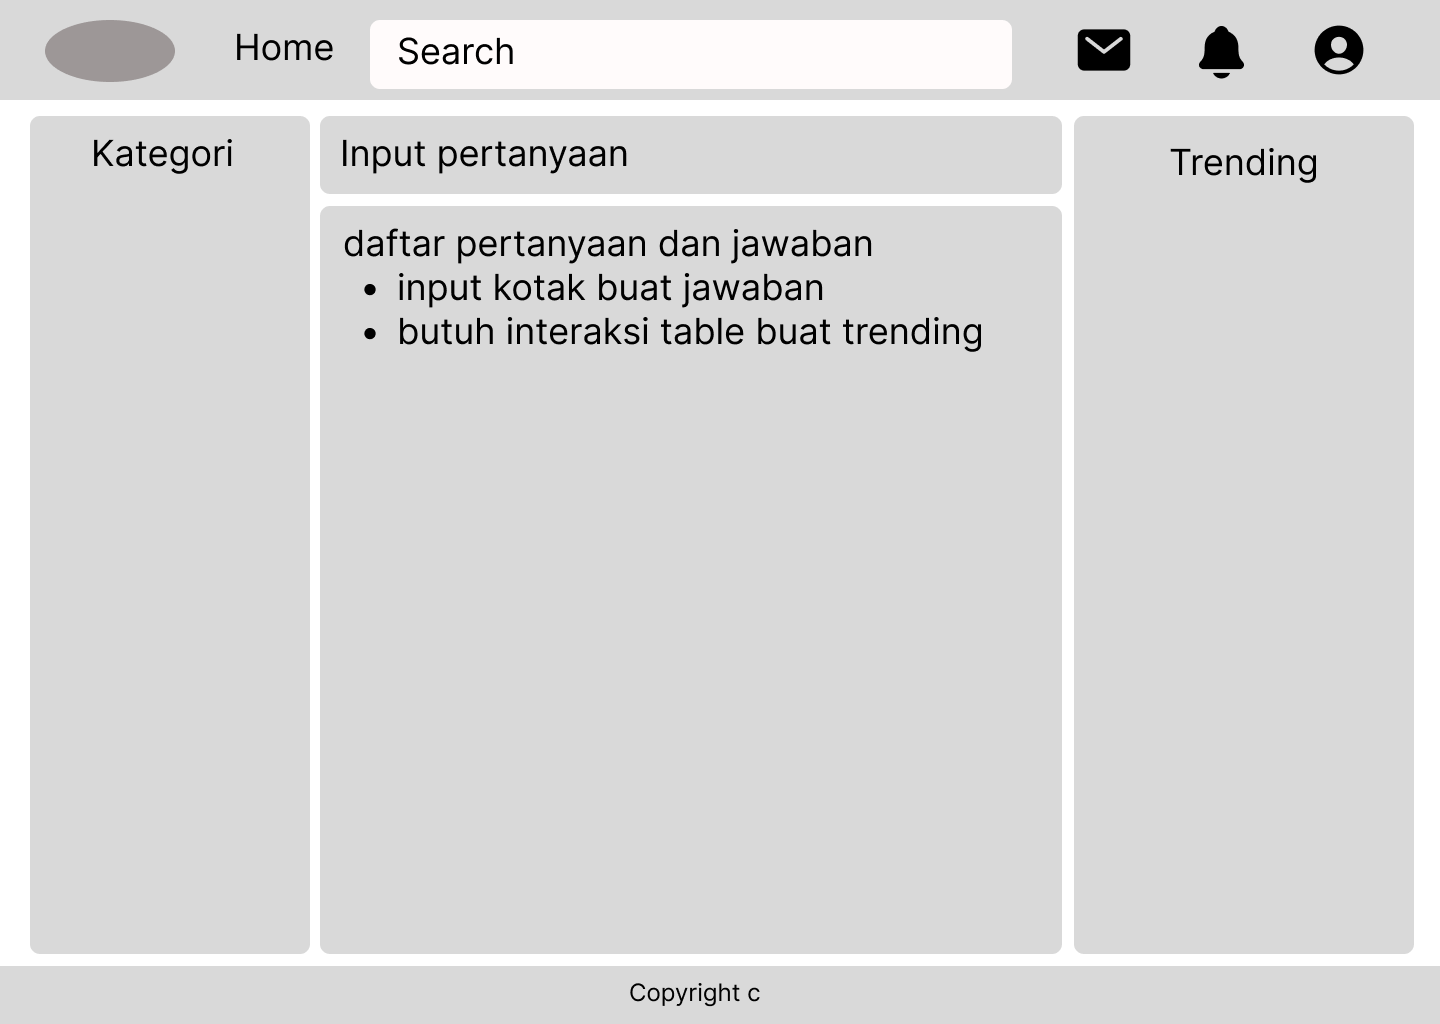 Home
Search
Kategori
Input pertanyaan
daftar pertanyaan dan jawaban
• input kotak buat jawaban
• butuh interaksi table buat trending
Trending
Copyright c